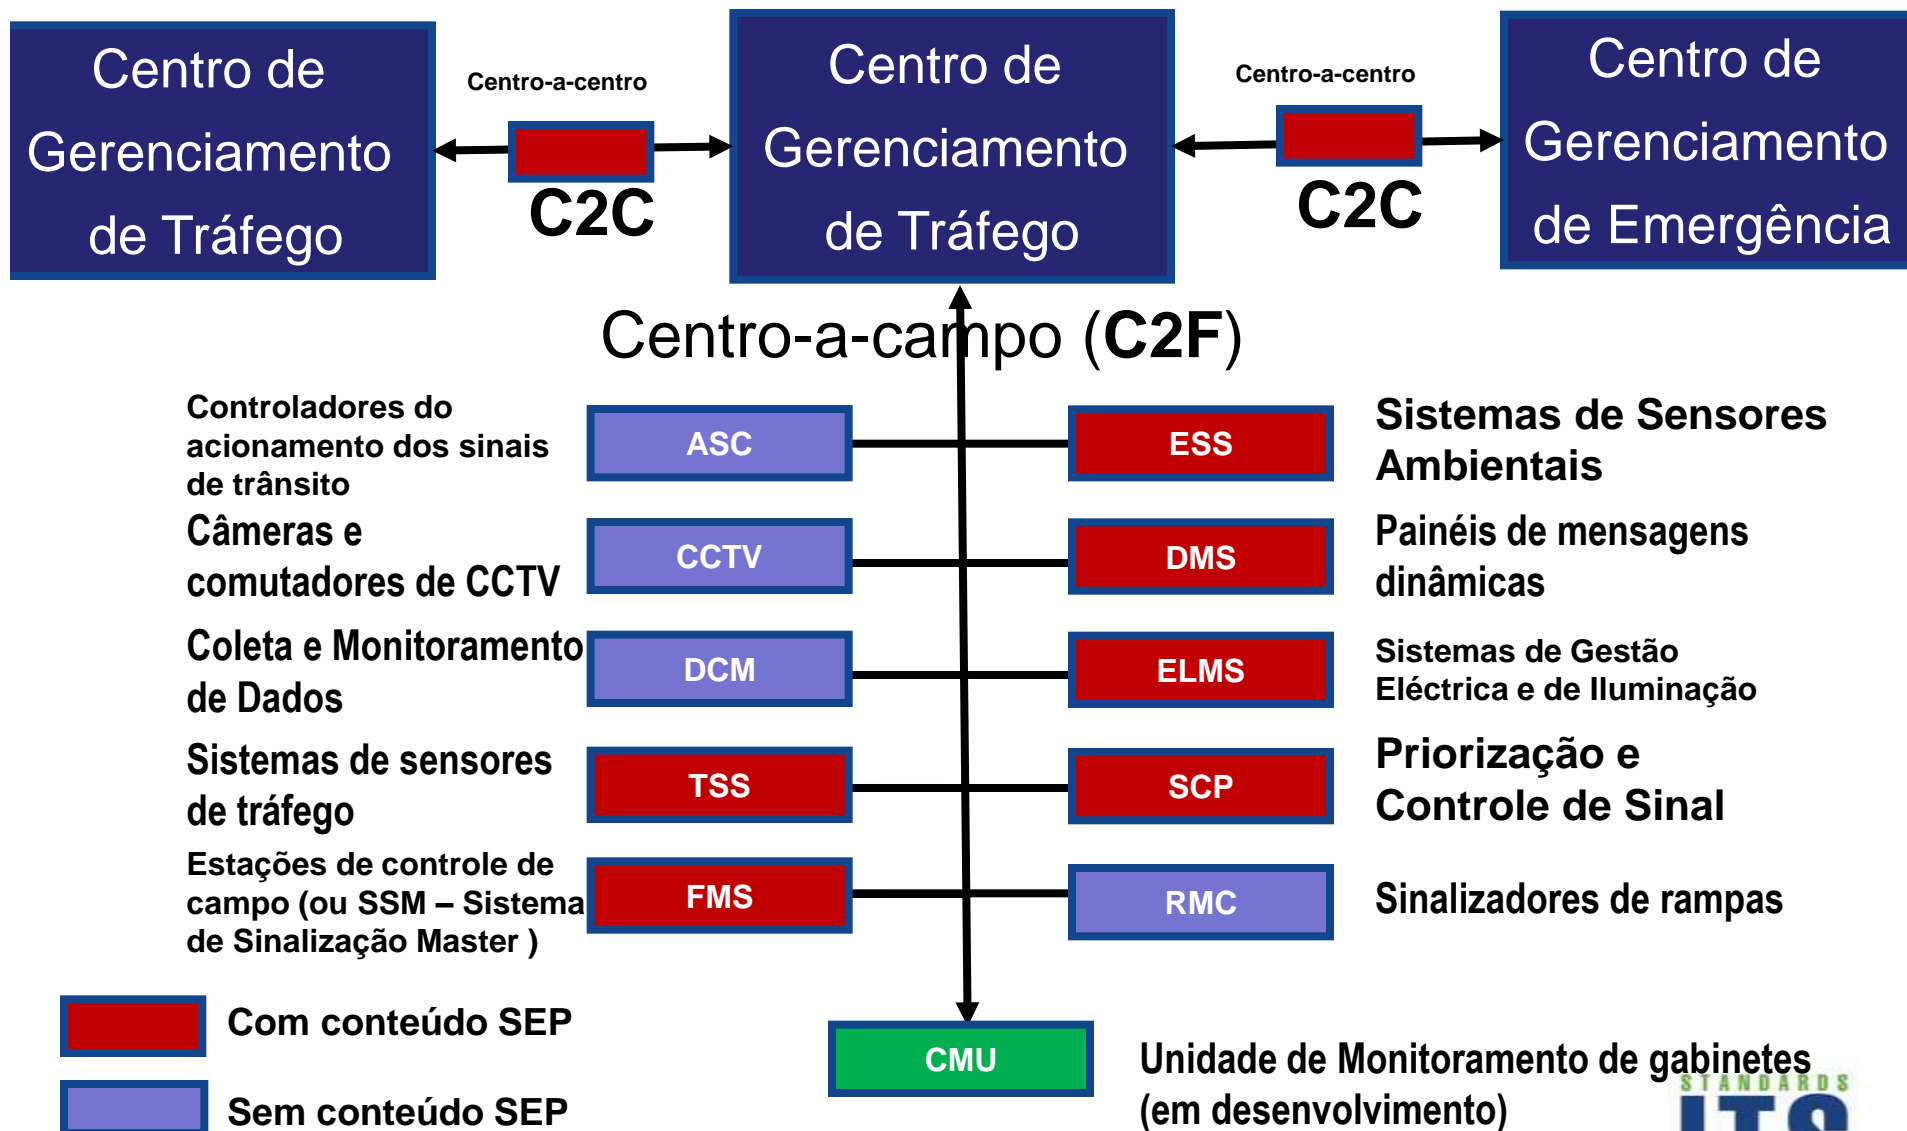 Centro de
Gerenciamento
de Tráfego
Centro-a-centro
C2C
Centro de
Gerenciamento
de Tráfego
Centro-a-centro
C2C
Centro de
Gerenciamento
de Emergência
Centro-a-campo (C2F)
Controladores do
acionamento dos sinais
de trânsito
ASC
ESS
Sistemas de Sensores
Ambientais
Câmeras e
comutadores de CCTV
CCTV
DMS
Painéis de mensagens
dinâmicas
Coleta e Monitoramento
de Dados
DCM
ELMS
Sistemas de Gestão
Eléctrica e de Iluminação
Sistemas de sensores
de tráfego
TSS
SCP
Priorização e
Controle de Sinal
Estações de controle de
campo (ou SSM – Sistema
de Sinalização Master )
FMS
RMC
Sinalizadores de rampas
Com conteúdo SEP
Sem conteúdo SEP
CMU
Unidade de Monitoramento de gabinetes
(em desenvolvimento)
STANDARDS
ITS